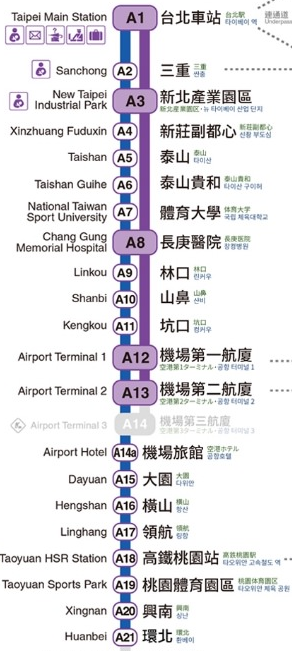 Taipei Main Station
A1
台北車站
台北駅
타이베이 역
連通道
Sanchong
A2
三重
三重
싼충
New Taipei
Industrial Park
A3
新北產業園區
新北産業園区・뉴 타이베이 산업 단지
Xinzhuang Fuduxin
A4
新莊副都心
新荘副都心
신좡 부도심
Taishan
A5
泰山
泰山
타이산
Taishan Guihe
A6
泰山貴和
泰山貴和
타이산 구이허
National Taiwan
Sport University
A7
體育大學
体育大学
국립 체육대학교
Chang Gung
Memorial Hospital
A8
長庚醫院
長庚医院
창겅병원
Linkou
A9
林口
林口
린커우
Shanbi
A10
山鼻
山鼻
산비
Kengkou
A11
坑口
坑口
컹커우
Airport Terminal 1
A12
機場第一航廈
空港第1ターミナル・공항 터미널 1
Airport Terminal 2
A13
機場第二航廈
空港第2ターミナル・공항 터미널 2
Airport Terminal 3
A14
機場第三航廈
空港第3ターミナル・공항 터미널 3
Airport Hotel
A14a
機場旅館
空港ホテル
공항호텔
Dayuan
A15
大園
大園
다위안
Hengshan
A16
橫山
横山
헝산
Linghang
A17
領航
領航
링항
Taoyuan HSR Station
A18
高鐵桃園站
高鉄桃園駅
타오위안 고속철도 역
Taoyuan Sports Park
A19
桃園體育園區
桃園体育園区
타오위안 체육 공원
Xingnan
A20
興南
興南
싱난
Huanbei
A21
環北
環北
환베이